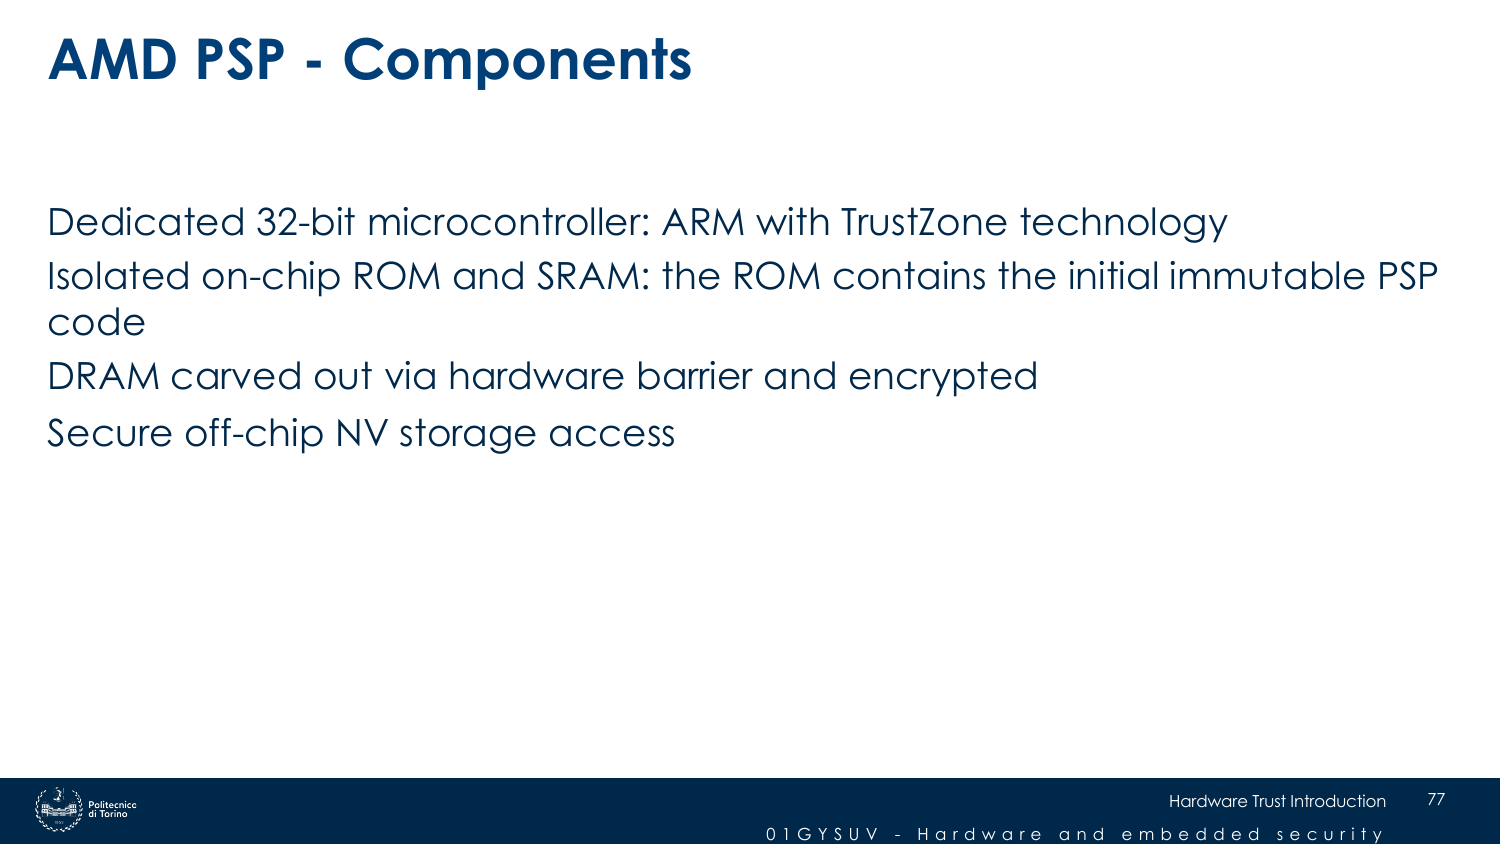 AMD PSP - Components
Dedicated 32-bit microcontroller: ARM with TrustZone technology
Isolated on-chip ROM and SRAM: the ROM contains the initial immutable PSP
code
DRAM carved out via hardware barrier and encrypted
Secure off-chip NV storage access
Politecnico
di Torino
Hardware Trust Introduction 77
01GYSUV - Hardware and embedded security